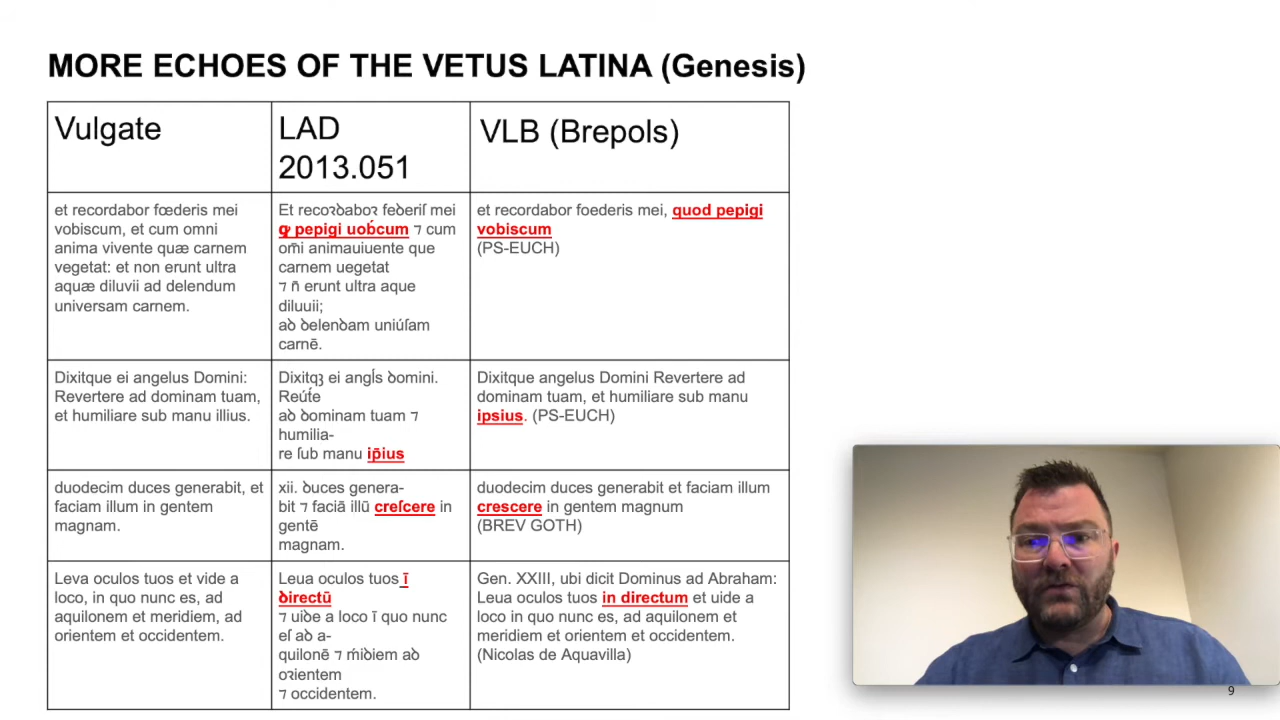 MORE ECHOES OF THE VETUS LATINA (Genesis)
Vulgate
LAD
2013.051
VLB (Brepols)
et recordabor fœderis mei
vobiscum, et cum omni
anima vivente quæ carnem
vegetat: et non erunt ultra
aquæ diluvii ad delendum
universam carnem.
Et recoꝛꝺaboꝛ feꝺeriſ mei
ꝙ pepigi uob́cum ⁊ cum
om̄i animauiuente que
carnem uegetat
⁊ n̄ erunt ultra aque
diluuii;
aꝺ ꝺelenꝺam uniúſam
carnē.
et recordabor foederis mei, quod pepigi
vobiscum
(PS-EUCH)
Dixitque ei angelus Domini:
Revertere ad dominam tuam,
et humiliare sub manu illius.
Dixitqꝫ ei angĺs ꝺomini.
Reút́e
aꝺ ꝺominam tuam ⁊
humilia-
re ſub manu ip̄ius
Dixitque angelus Domini Revertere ad
dominam tuam, et humiliare sub manu
ipsius. (PS-EUCH)
duodecim duces generabit, et
faciam illum in gentem
magnam.
xii. ꝺuces genera-
bit ⁊ faciā illū creſcere in
gentē
magnam.
duodecim duces generabit et faciam illum
crescere in gentem magnum
(BREV GOTH)
Leva oculos tuos et vide a
loco, in quo nunc es, ad
aquilonem et meridiem, ad
orientem et occidentem.
Leua oculos tuos ī
ꝺirectū
⁊ uiꝺe a loco ī quo nunc
eſ aꝺ a-
quilonē ⁊ ḿiꝺiem aꝺ
oꝛientem
⁊ occidentem.
Gen. XXIII, ubi dicit Dominus ad Abraham:
Leua oculos tuos in directum et uide a
loco in quo nunc es, ad aquilonem et
meridiem et orientem et occidentem.
(Nicolas de Aquavilla)
9